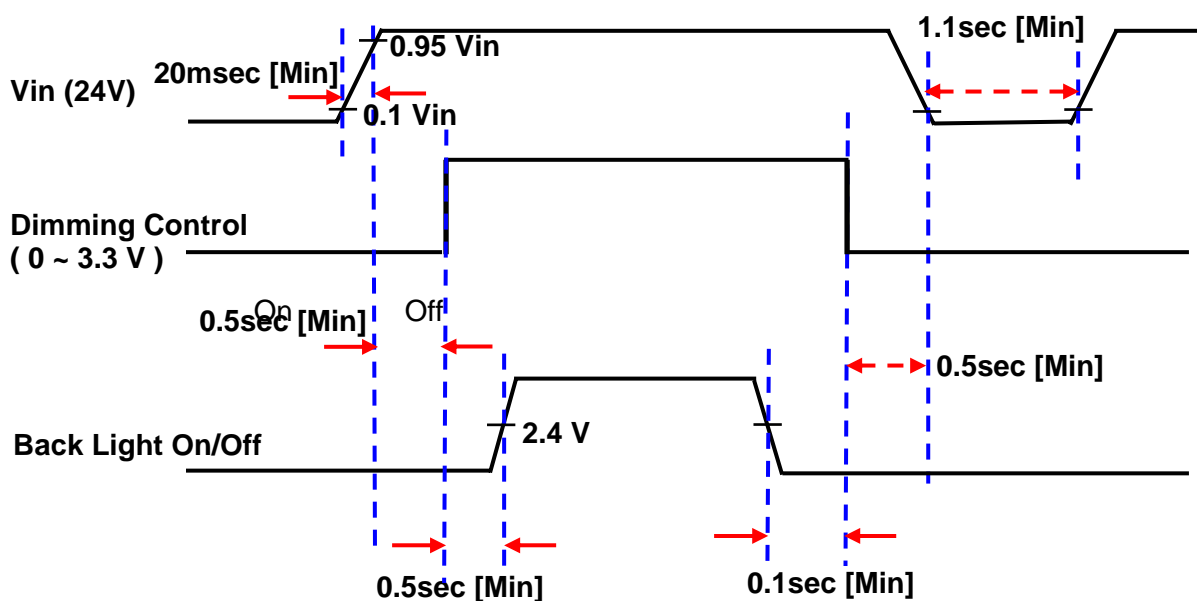 1.1sec [Min]
0.95 Vin
20msec [Min]
Vin (24V)
0.1 Vin
Dimming Control
( 0 ~ 3.3 V )
On Off
0.5sec [Min]
0.5sec [Min]
2.4 V
Back Light On/Off
0.5sec [Min]
0.1sec [Min]